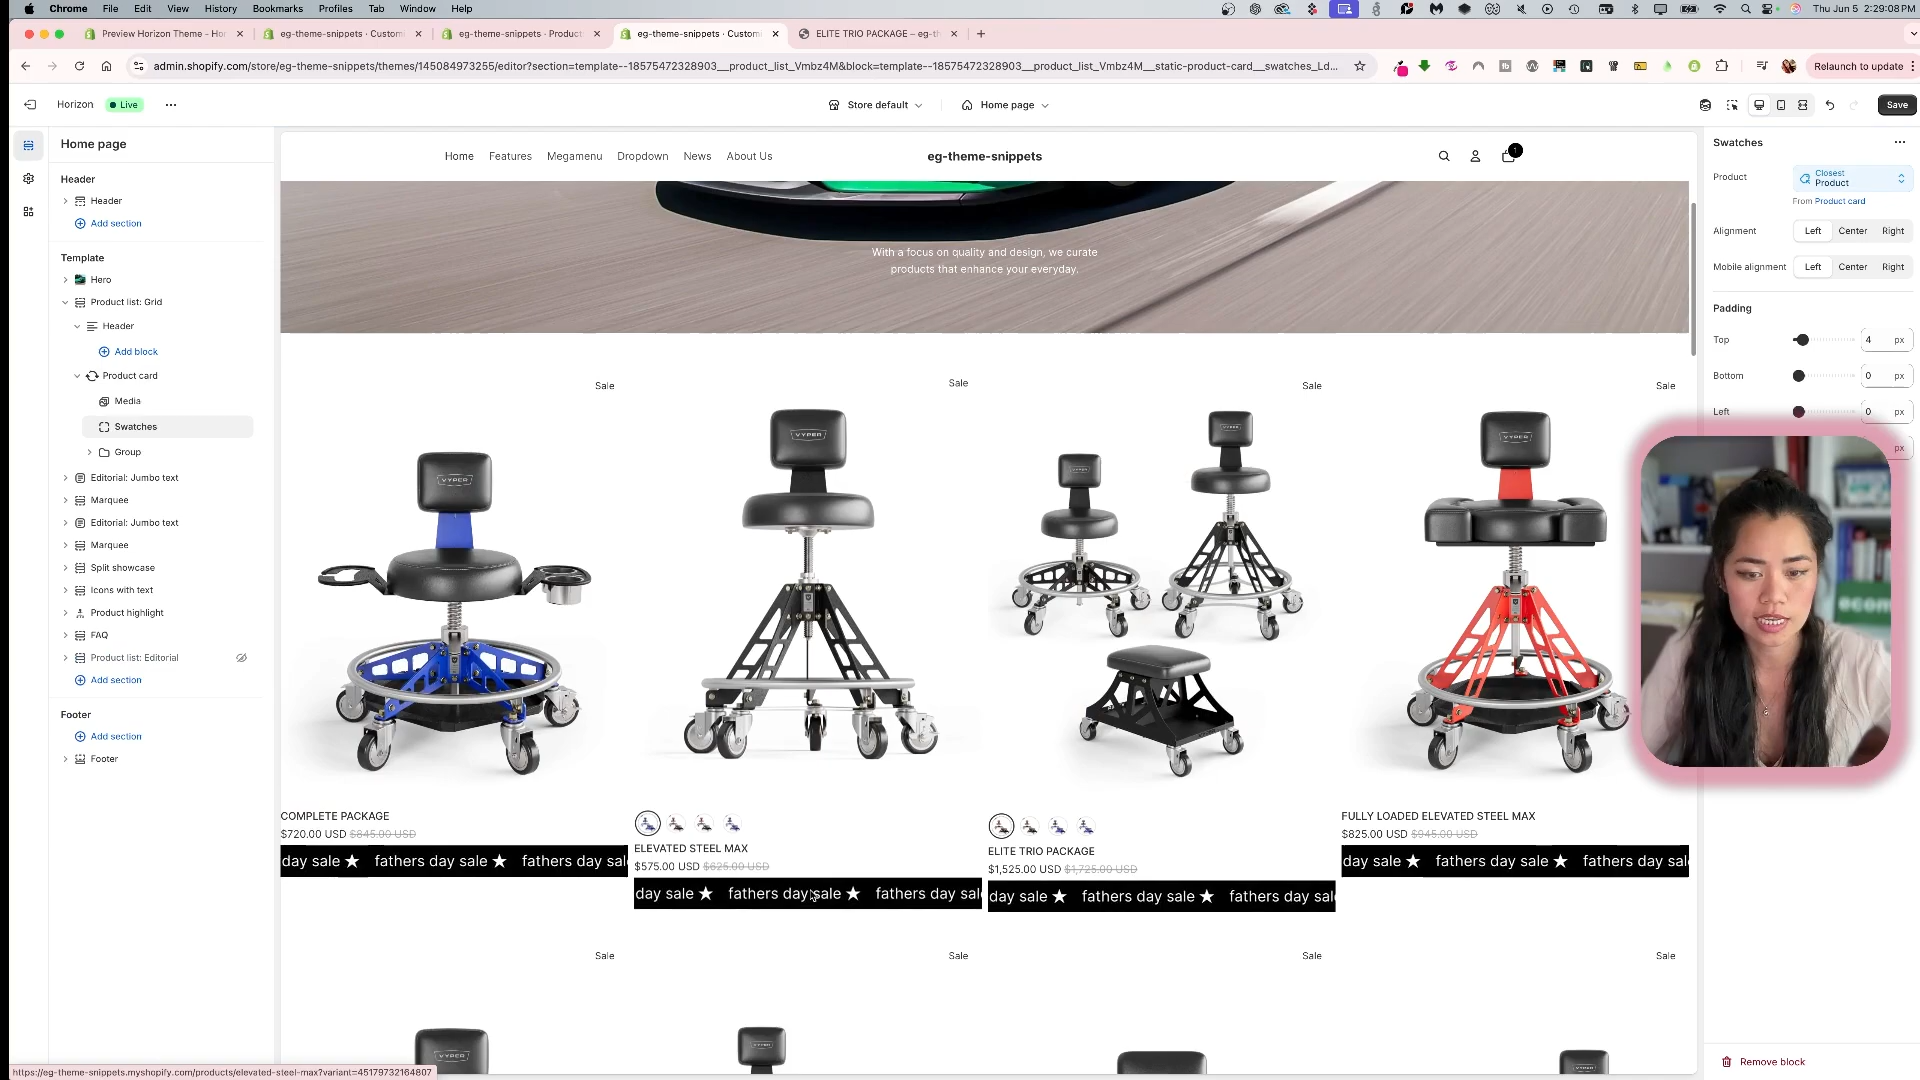 Chrome File Edit View History Bookmarks Profiles Tab Window Help
Thu Jun 5 2:29:08 PM
Preview Horizon Theme - Hor
eg-theme-snippets · Custom
eg-theme-snippets · Product
eg-theme-snippets · Custom
ELITE TRIO PACKAGE – eg-th
admin.shopify.com/store/eg-theme-snippets/themes/145084973255/editor?section=template--18575472328903__product_list_Vmbz4M&block=template--18575472328903__product_list_Vmbz4M__static-product-card__swatches_Ld...
Relaunch to update
Horizon
Live
Store default
Home page
Save
Home page
Header
Header
Add section
Template
Hero
Product list: Grid
Header
Add block
Product card
Media
Swatches
Group
Editorial: Jumbo text
Marquee
Editorial: Jumbo text
Marquee
Split showcase
Icons with text
Product highlight
FAQ
Product list: Editorial
Add section
Footer
Add section
Footer
Home Features Megamenu Dropdown News About Us
eg-theme-snippets
1
With a focus on quality and design, we curate
products that enhance your everyday.
Sale
Sale
Sale
Sale
VYPER
VYPER
VYPER
VYPER
VYPER
COMPLETE PACKAGE
$720.00 USD $845.00 USD
day sale ★ fathers day sale ★ fathers day sal
ELEVATED STEEL MAX
$575.00 USD $625.00 USD
day sale ★ fathers day sale ★ fathers day sal
ELITE TRIO PACKAGE
$1,525.00 USD $1,725.00 USD
day sale ★ fathers day sale ★ fathers day sal
FULLY LOADED ELEVATED STEEL MAX
$825.00 USD $945.00 USD
day sale ★ fathers day sale ★ fathers day sal
Sale
Sale
Sale
Sale
Swatches
Product
Closest
Product
From Product card
Alignment
Left Center Right
Mobile alignment
Left Center Right
Padding
Top
4 px
Bottom
0 px
Left
0 px
px
ecom
Remove block
https://eg-theme-snippets.myshopify.com/products/elevated-steel-max?variant=45179732164807